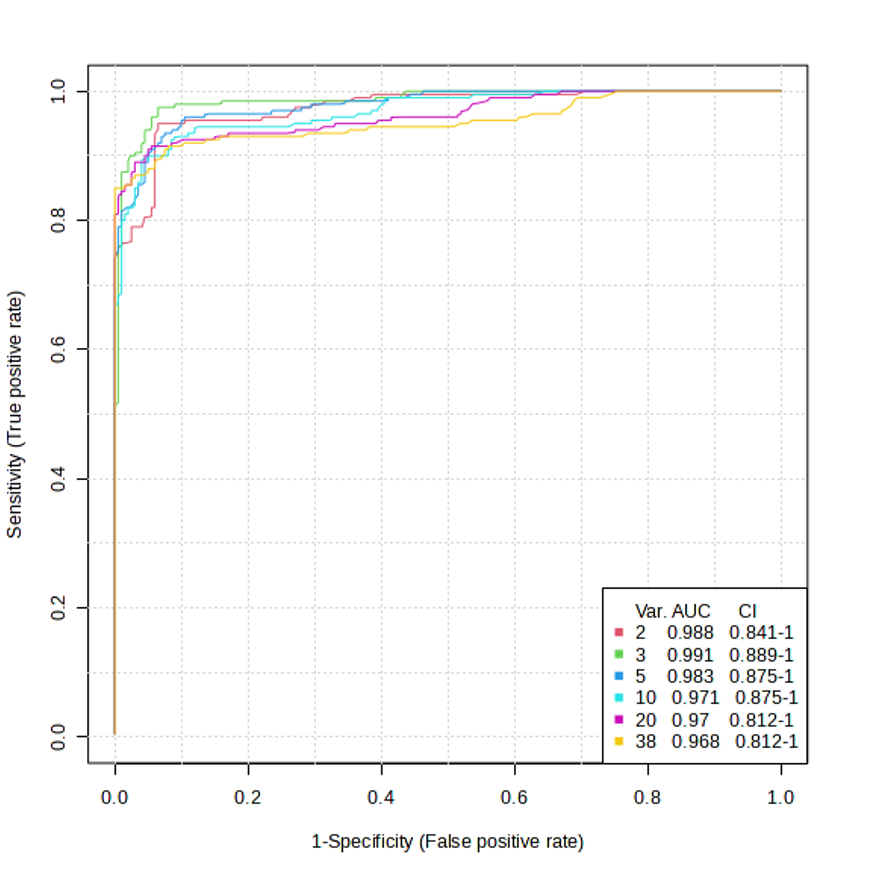 Sensitivity (True positive rate)
1.0
0.8
0.6
0.4
0.2
0.0
Var. AUC CI
2 0.988 0.841-1
3 0.991 0.889-1
5 0.983 0.875-1
10 0.971 0.875-1
20 0.97 0.812-1
38 0.968 0.812-1
0.0 0.2 0.4 0.6 0.8 1.0
1-Specificity (False positive rate)